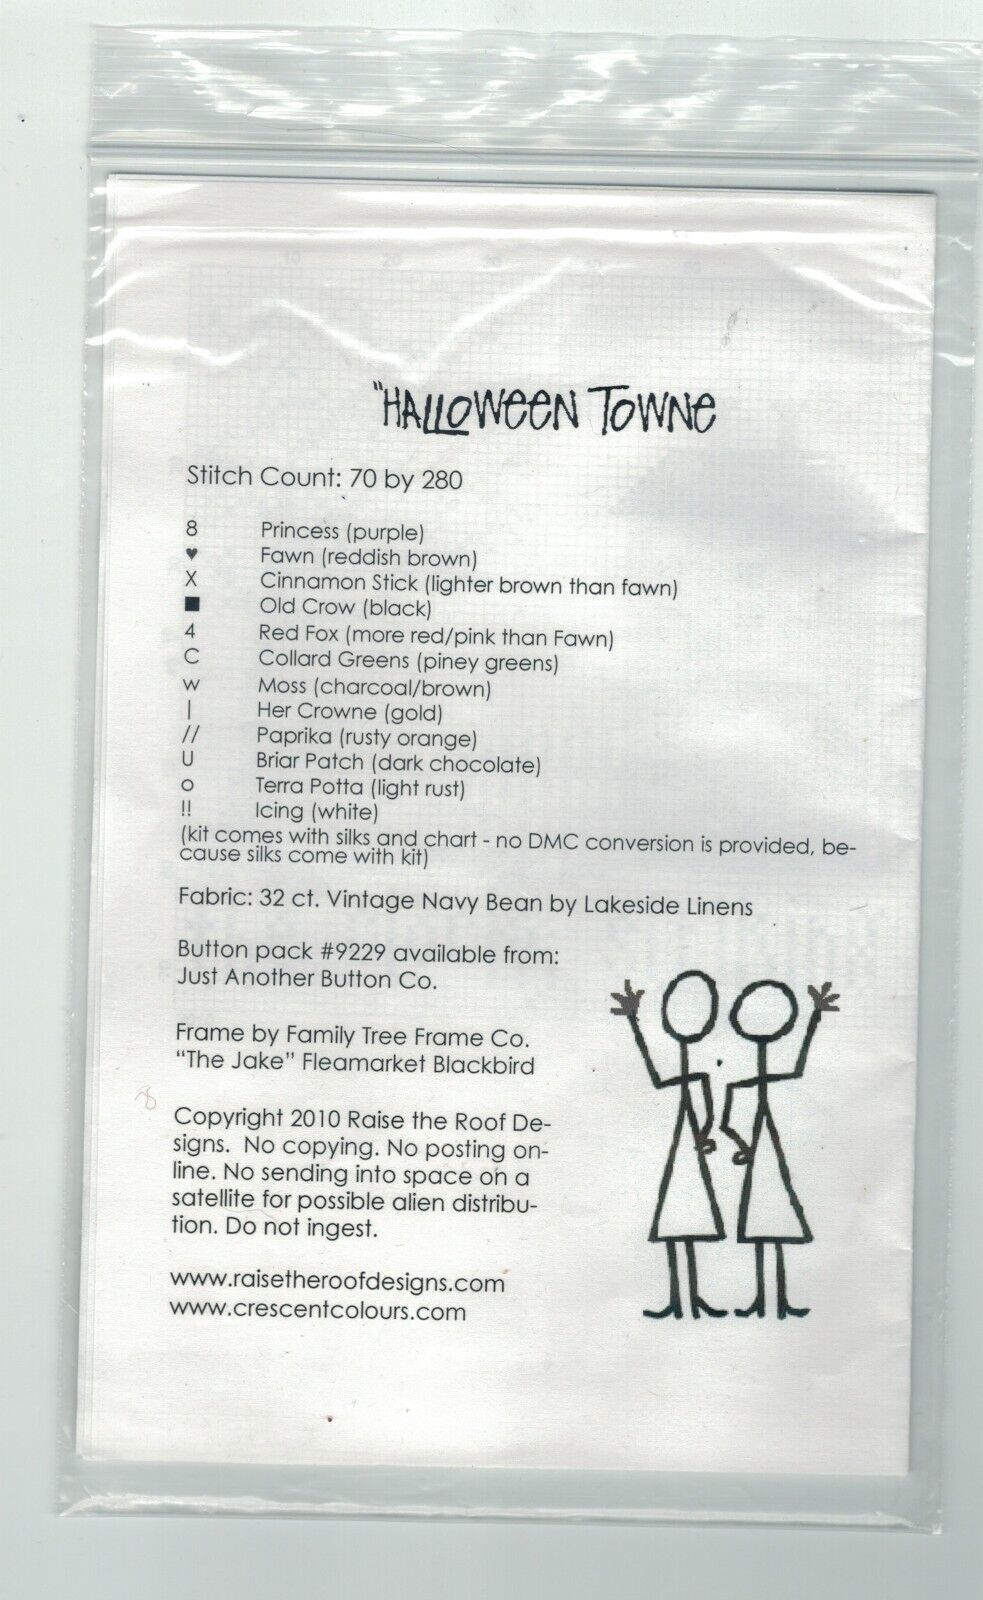 "HALLOWEEN TOWNE
Stitch Count: 70 by 280
8 Princess (purple)
♥ Fawn (reddish brown)
X Cinnamon Stick (lighter brown than fawn)
■ Old Crow (black)
4 Red Fox (more red/pink than Fawn)
C Collard Greens (piney greens)
w Moss (charcoal/brown)
| Her Crowne (gold)
// Paprika (rusty orange)
U Briar Patch (dark chocolate)
o Terra Potta (light rust)
!! Icing (white)
(kit comes with silks and chart - no DMC conversion is provided, be-
cause silks come with kit)
Fabric: 32 ct. Vintage Navy Bean by Lakeside Linens
Button pack #9229 available from:
Just Another Button Co.
Frame by Family Tree Frame Co.
"The Jake" Fleamarket Blackbird
Copyright 2010 Raise the Roof De-
signs. No copying. No posting on-
line. No sending into space on a
satellite for possible alien distribu-
tion. Do not ingest.
www.raisetheroofdesigns.com
www.crescentcolours.com